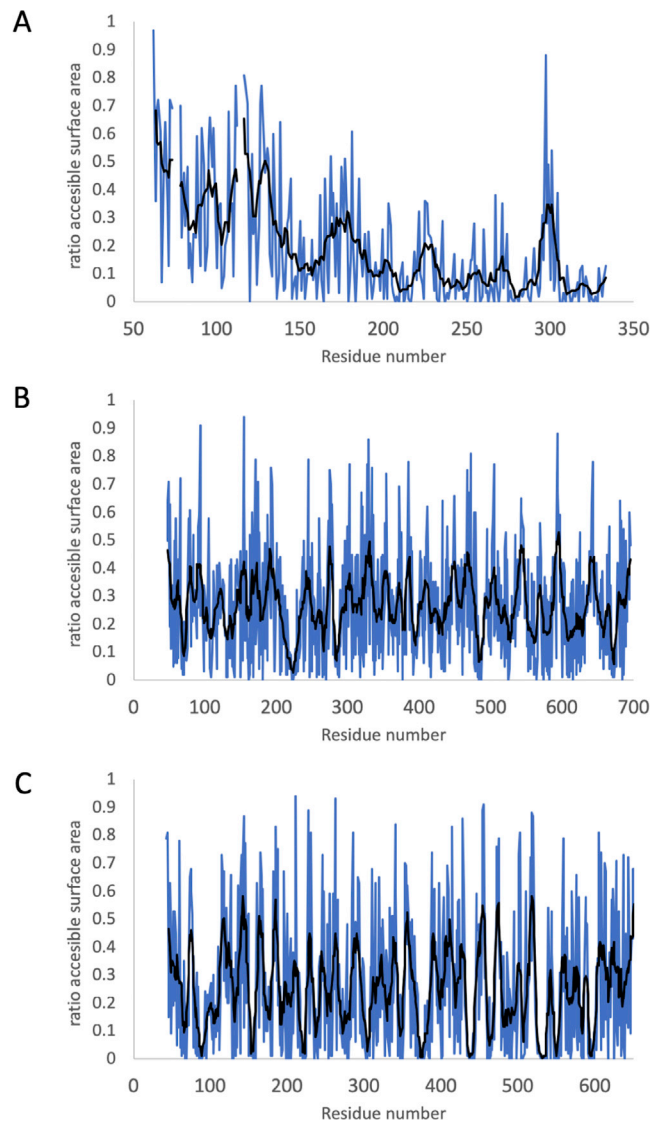 A
1
0.9
0.8
0.7
0.6
0.5
0.4
0.3
0.2
0.1
0
ratio accesible surface area
50 100 150 200 250 300 350
Residue number
B
1
0.9
0.8
0.7
0.6
0.5
0.4
0.3
0.2
0.1
0
ratio accesible surface area
0 100 200 300 400 500 600 700
Residue number
C
1
0.9
0.8
0.7
0.6
0.5
0.4
0.3
0.2
0.1
0
ratio accesible surface area
0 100 200 300 400 500 600
Residue number